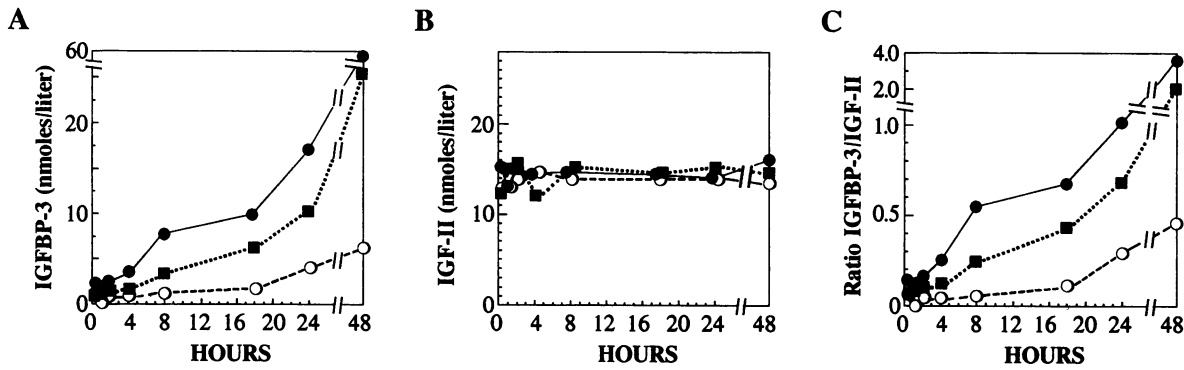 A
IGFBP-3 (nmoles/liter)
60
20
10
0
0 4 8 12 16 20 24 48
HOURS
B
IGF-II (nmoles/liter)
20
10
0
0 4 8 12 16 20 24 48
HOURS
C
Ratio IGFBP-3/IGF-II
4.0
2.0
1.0
0.5
0
0 4 8 12 16 20 24 48
HOURS